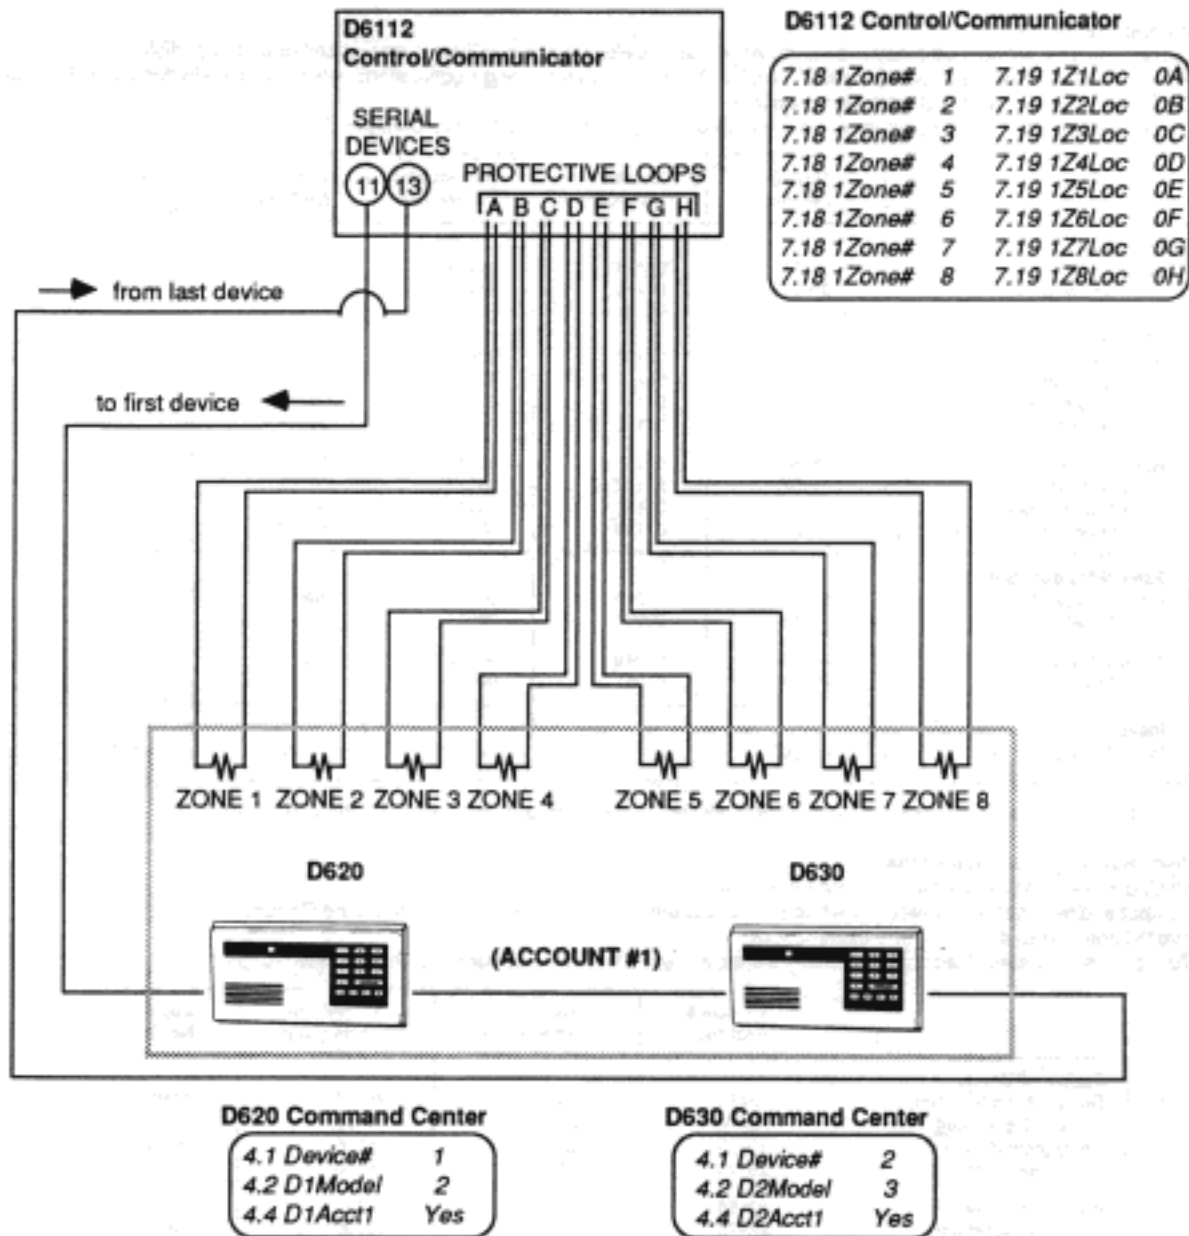 D6112
Control/Communicator
SERIAL
DEVICES
11 13
PROTECTIVE LOOPS
A B C D E F G H
D6112 Control/Communicator
7.18 1Zone# 1 7.19 1Z1Loc 0A
7.18 1Zone# 2 7.19 1Z2Loc 0B
7.18 1Zone# 3 7.19 1Z3Loc 0C
7.18 1Zone# 4 7.19 1Z4Loc 0D
7.18 1Zone# 5 7.19 1Z5Loc 0E
7.18 1Zone# 6 7.19 1Z6Loc 0F
7.18 1Zone# 7 7.19 1Z7Loc 0G
7.18 1Zone# 8 7.19 1Z8Loc 0H
from last device
to first device
ZONE 1 ZONE 2 ZONE 3 ZONE 4 ZONE 5 ZONE 6 ZONE 7 ZONE 8
D620
D630
(ACCOUNT #1)
D620 Command Center
4.1 Device# 1
4.2 D1Model 2
4.4 D1Acct1 Yes
D630 Command Center
4.1 Device# 2
4.2 D2Model 3
4.4 D2Acct1 Yes